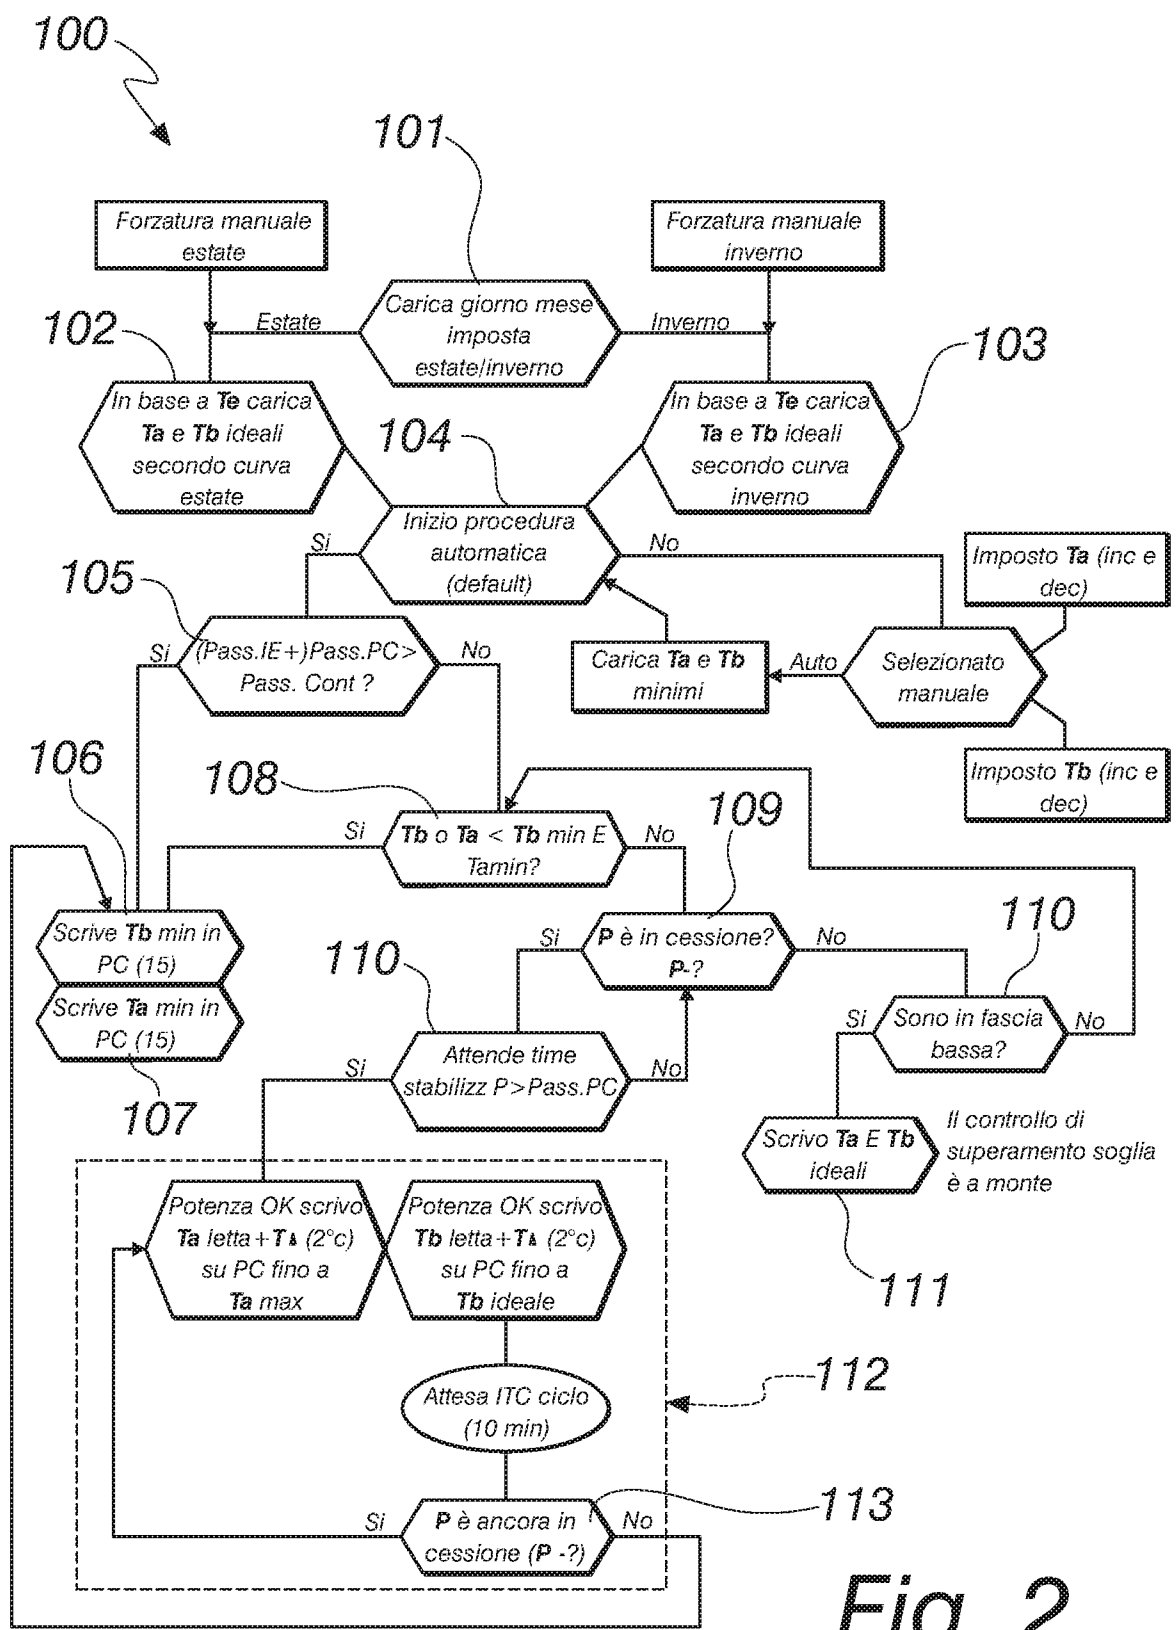 100
101
Forzatura manuale
estate
Forzatura manuale
inverno
Carica giorno mese
imposta
estate/inverno
Estate
Inverno
102
103
In base a Te carica
Ta e Tb ideali
secondo curva
estate
In base a Te carica
Ta e Tb ideali
secondo curva
inverno
104
Inizio procedura
automatica
(default)
Si
No
Imposto Ta (inc e
dec)
105
(Pass.IE+)Pass.PC>
Pass. Cont ?
Si
No
Carica Ta e Tb
minimi
Auto
Selezionato
manuale
Imposto Tb (inc e
dec)
106
108
109
Tb o Ta < Tb min E
Tamin?
Si
No
Scrive Tb min in
PC (15)
Scrive Ta min in
PC (15)
107
P è in cessione?
P-?
Si
No
110
110
Sono in fascia
bassa?
Si
No
Attende time
stabilizz P>Pass.PC
Si
No
Scrivo Ta E Tb
ideali
Il controllo di
superamento soglia
è a monte
111
Potenza OK scrivo
Ta letta+T▲ (2°c)
su PC fino a
Ta max
Potenza OK scrivo
Tb letta+T▲ (2°c)
su PC fino a
Tb ideale
112
Attesa ITC ciclo
(10 min)
113
P è ancora in
cessione (P -?)
Si
No
Fig. 2